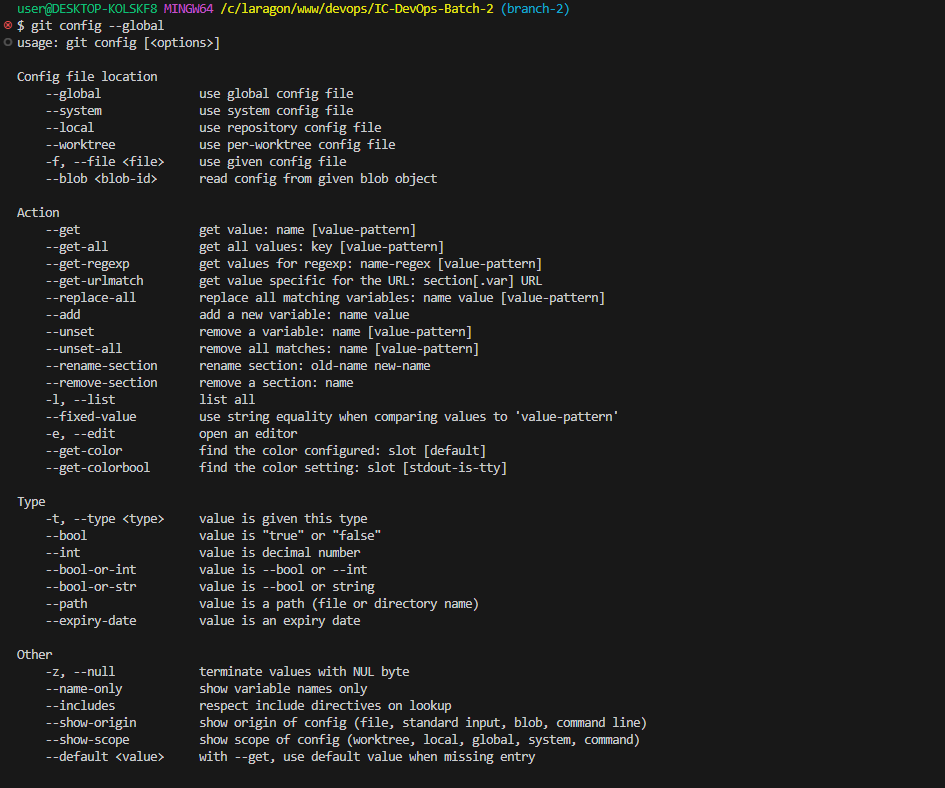 user@DESKTOP-KOLSKF8 MINGW64 /c/laragon/www/devops/IC-DevOps-Batch-2 (branch-2)
$ git config --global
usage: git config [<options>]

Config file location
    --global              use global config file
    --system              use system config file
    --local               use repository config file
    --worktree            use per-worktree config file
    -f, --file <file>     use given config file
    --blob <blob-id>      read config from given blob object

Action
    --get                 get value: name [value-pattern]
    --get-all             get all values: key [value-pattern]
    --get-regexp          get values for regexp: name-regex [value-pattern]
    --get-urlmatch        get value specific for the URL: section[.var] URL
    --replace-all         replace all matching variables: name value [value-pattern]
    --add                 add a new variable: name value
    --unset               remove a variable: name [value-pattern]
    --unset-all           remove all matches: name [value-pattern]
    --rename-section      rename section: old-name new-name
    --remove-section      remove a section: name
    -l, --list            list all
    --fixed-value         use string equality when comparing values to 'value-pattern'
    -e, --edit            open an editor
    --get-color           find the color configured: slot [default]
    --get-colorbool       find the color setting: slot [stdout-is-tty]

Type
    -t, --type <type>     value is given this type
    --bool                value is "true" or "false"
    --int                 value is decimal number
    --bool-or-int         value is --bool or --int
    --bool-or-str         value is --bool or string
    --path                value is a path (file or directory name)
    --expiry-date         value is an expiry date

Other
    -z, --null            terminate values with NUL byte
    --name-only           show variable names only
    --includes            respect include directives on lookup
    --show-origin         show origin of config (file, standard input, blob, command line)
    --show-scope          show scope of config (worktree, local, global, system, command)
    --default <value>     with --get, use default value when missing entry